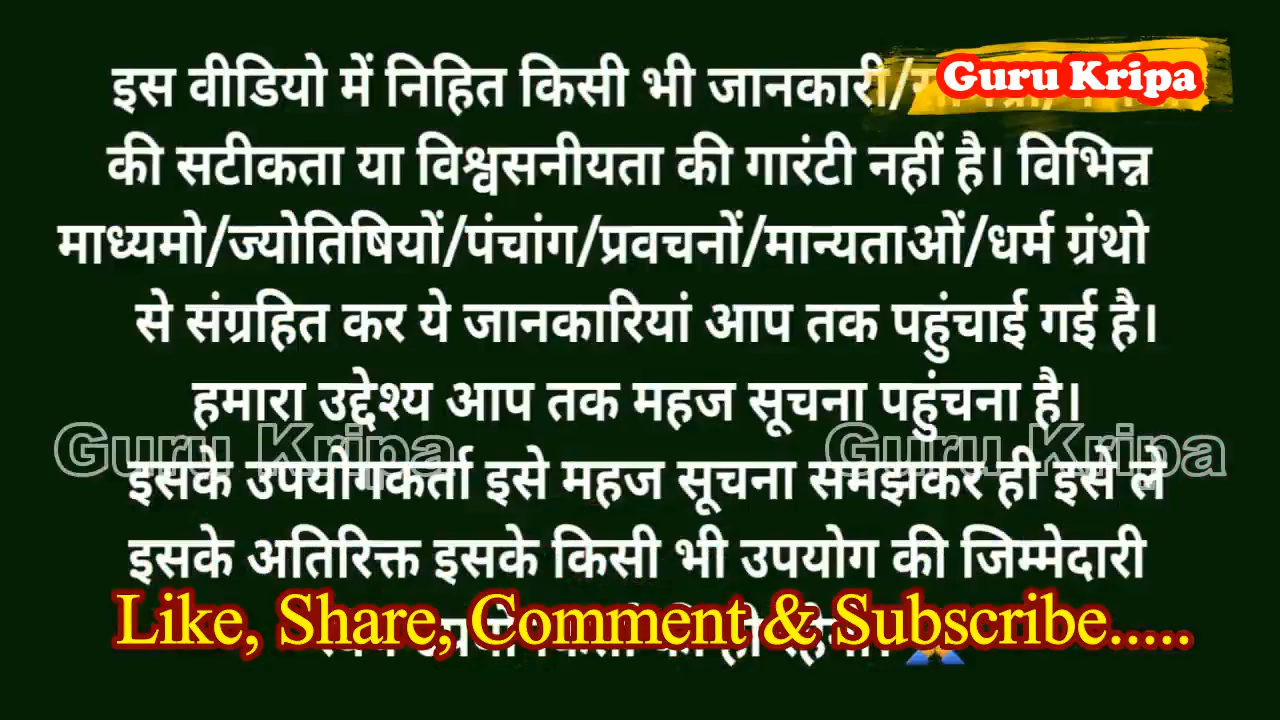 Guru Kripa
इस वीडियो में निहित किसी भी जानकारी/
की सटीकता या विश्वसनीयता की गारंटी नहीं है। विभिन्न
माध्यमो/ज्योतिषियों/पंचांग/प्रवचनों/मान्यताओं/धर्म ग्रंथो
से संग्रहित कर ये जानकारियां आप तक पहुंचाई गई है।
हमारा उद्देश्य आप तक महज सूचना पहुंचना है।
Guru Kripa Guru Kripa
इसके उपयोगकर्ता इसे महज सूचना समझकर ही इसे ले
इसके अतिरिक्त इसके किसी भी उपयोग की जिम्मेदारी
Like, Share, Comment & Subscribe.....